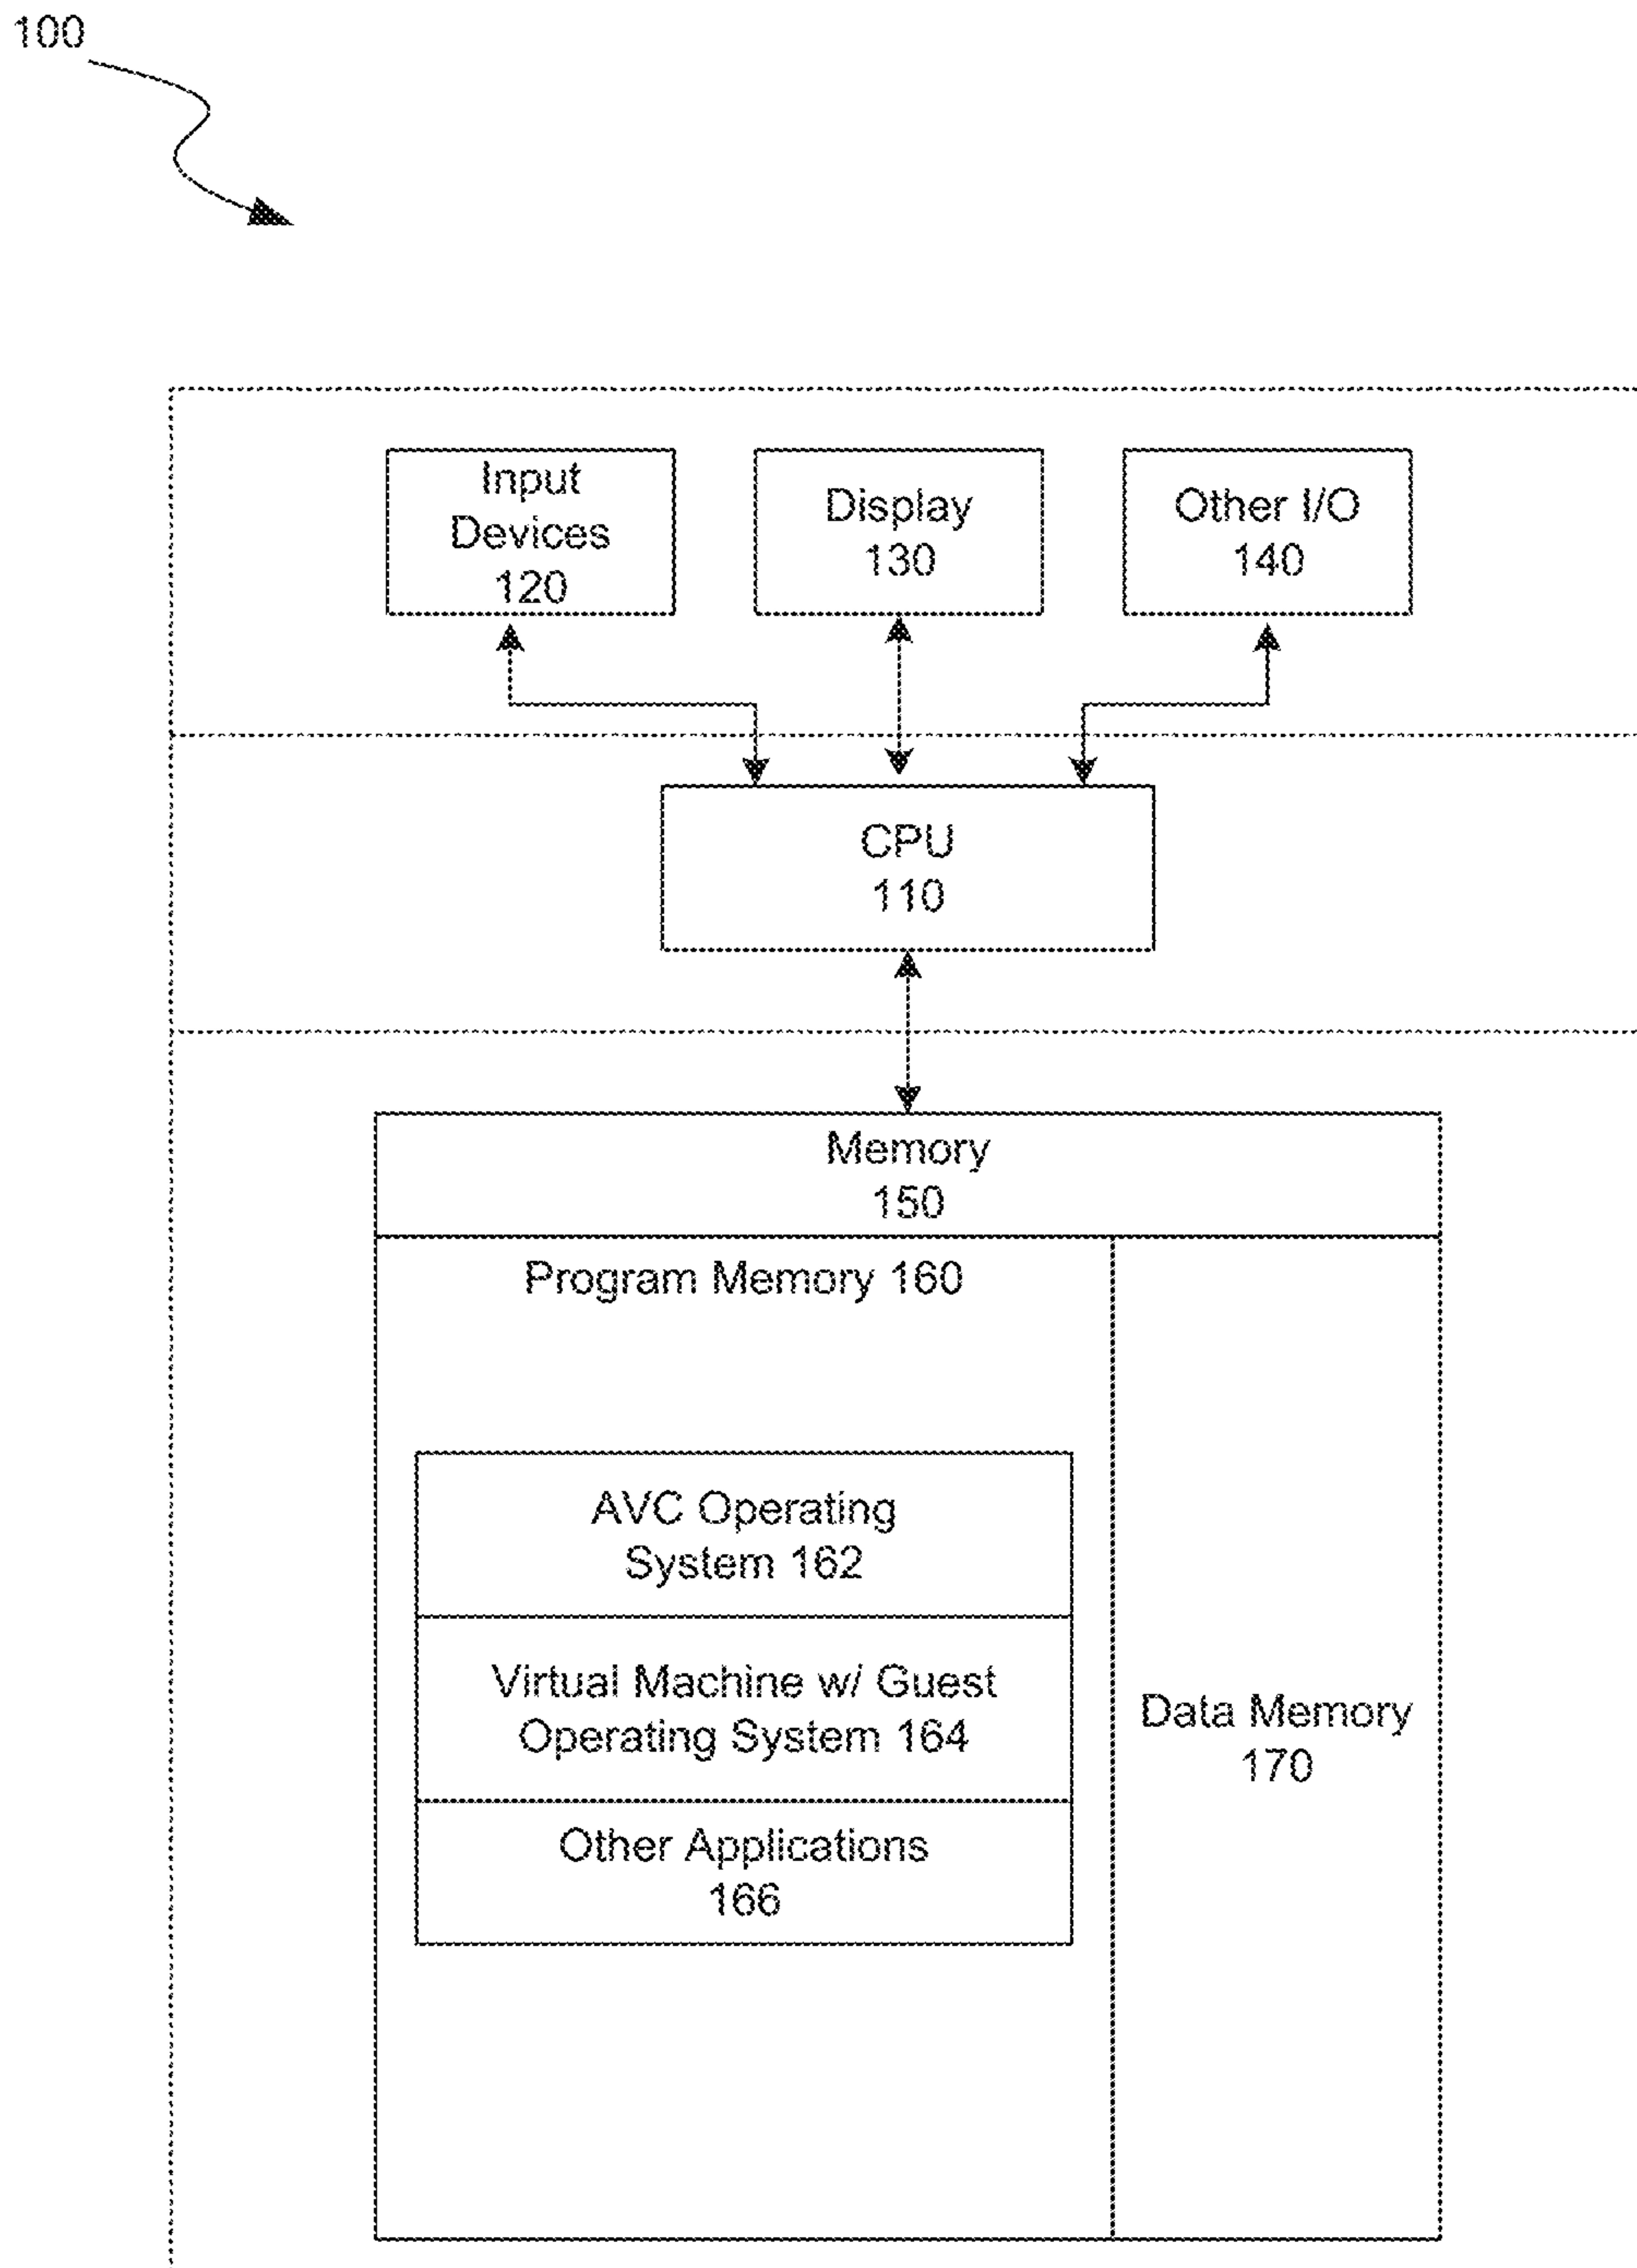 100
Input
Devices
120
Display
130
Other I/O
140
CPU
110
Memory
150
Program Memory 160
AVC Operating
System 162
Virtual Machine w/ Guest
Operating System 164
Other Applications
166
Data Memory
170